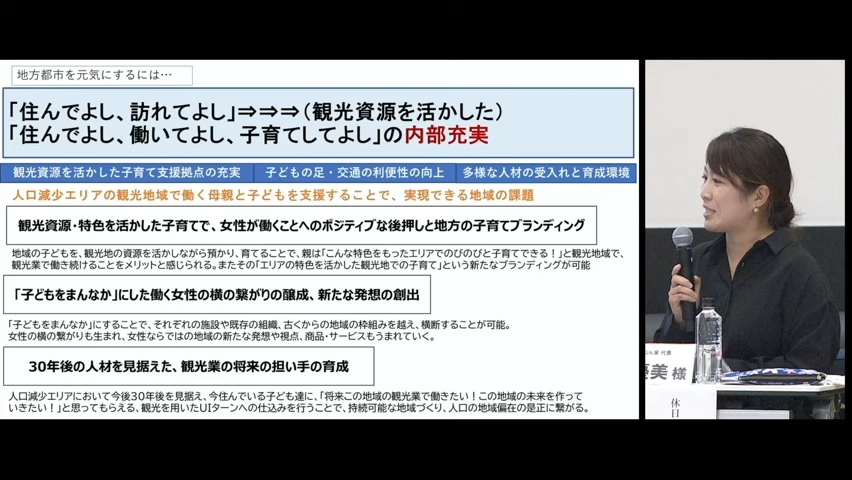 地方都市を元気にするには…
「住んでよし、訪れてよし」⇒⇒⇒(観光資源を活かした)
「住んでよし、働いてよし、子育てしてよし」の内部充実
観光資源を活かした子育て支援拠点の充実
子どもの足・交通の利便性の向上
多様な人材の受入れと育成環境
人口減少エリアの観光地域で働く母親と子どもを支援することで、実現できる地域の課題
観光資源・特色を活かした子育てで、女性が働くことへのポジティブな後押しと地方の子育てブランディング
地域の子どもを、観光地の資源を活かしながら預かり、育てることで、親は「こんな特色をもったエリアでのびのびと子育てできる!」と観光地域で、
観光業で働き続けることをメリットと感じられる。またその「エリアの特色を活かした観光地での子育て」という新たなブランディングが可能
「子どもをまんなか」にした働く女性の横の繋がりの醸成、新たな発想の創出
「子どもをまんなか」にすることで、それぞれの施設や既存の組織、古くからの地域の枠組みを越え、横断することが可能。
女性の横の繋がりも生まれ、女性ならではの地域の新たな発想や視点、商品・サービスもうまれていく。
30年後の人材を見据えた、観光業の将来の担い手の育成
人口減少エリアにおいて今後30年後を見据え、今住んでいる子ども達に、「将来この地域の観光業で働きたい!この地域の未来を作って
いきたい!」と思ってもらえる、観光を用いたUIターンへの仕込みを行うことで、持続可能な地域づくり、人口の地域偏在の是正に繋がる。
代表
美 様
休日